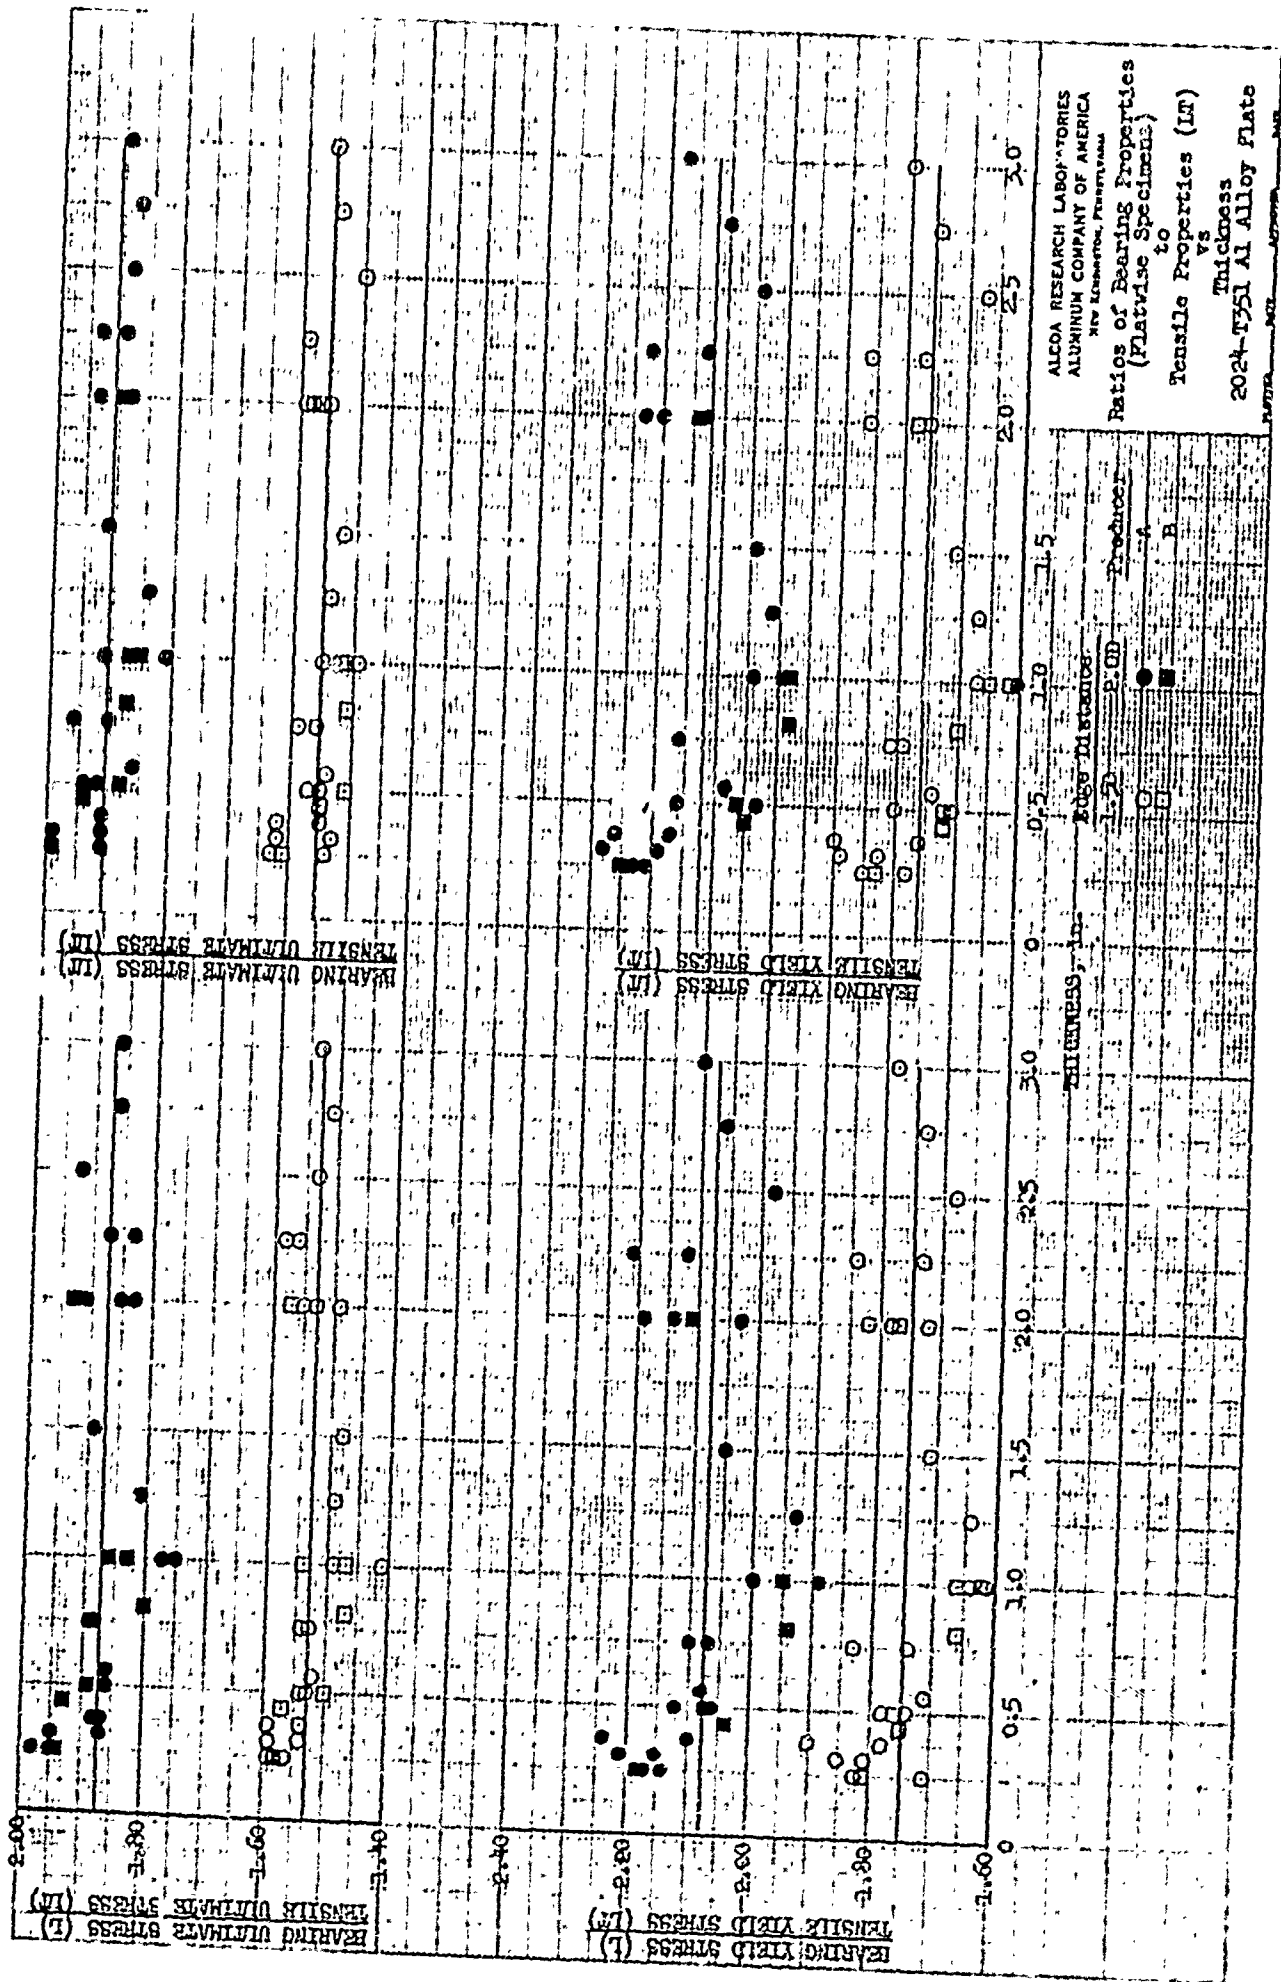 BEARING ULTIMATE STRESS (L)
TENSILE ULTIMATE STRESS (LT)
2.00
1.80
1.60
1.40
BEARING YIELD STRESS (L)
TENSILE YIELD STRESS (LT)
2.40
2.20
2.00
1.80
1.60
0
0.5
1.0
1.5
2.0
2.5
3.0
BEARING ULTIMATE STRESS (LT)
TENSILE ULTIMATE STRESS (LT)
BEARING YIELD STRESS (LT)
TENSILE YIELD STRESS (LT)
0
0.5
1.0
1.5
2.0
2.5
3.0
THICKNESS, in.
Edge Distance
1.5D 2.0D Producer
A
B
ALCOA RESEARCH LABORATORIES
ALUMINUM COMPANY OF AMERICA
NEW KENSINGTON, PENNSYLVANIA
Ratios of Bearing Properties
(Flatwise Specimens)
to
Tensile Properties (LT)
vs
Thickness
2024-T351 Al Alloy Plate
DATE